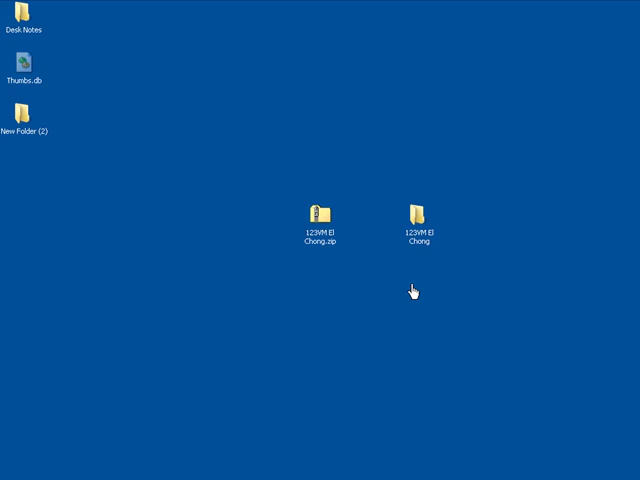 Desk Notes
Thumbs.db
New Folder (2)
123VM El
Chong.zip
123VM El
Chong